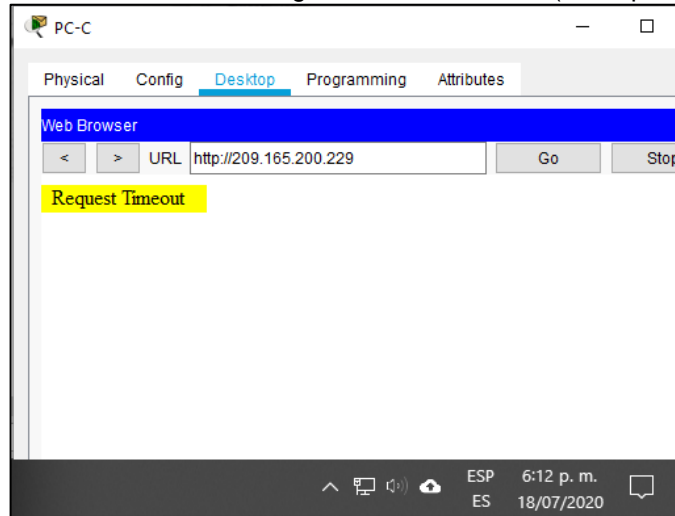 PC-C
Physical Config Desktop Programming Attributes
Web Browser
< > URL http://209.165.200.229 Go Stop
Request Timeout
ESP 6:12 p. m.
ES 18/07/2020